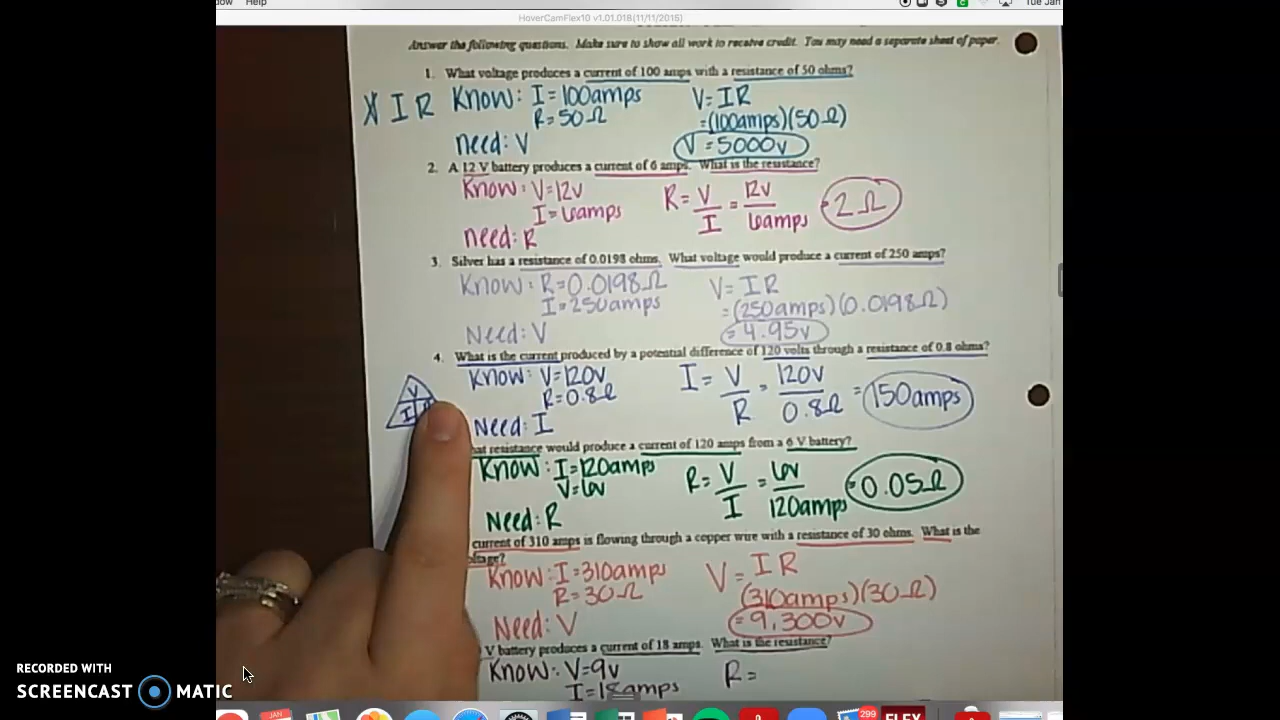 Help
Tue Jan
HoverCamFlex10 v1.01.018(11/11/2015)
Answer the following questions. Make sure to show all work to receive credit. You may need a separate sheet of paper.
1. What voltage produces a current of 100 amps with a resistance of 50 ohms?
V I R
Know: I = 100amps
R = 50Ω
need: V
V = IR
= (100amps)(50Ω)
V = 5000v
2. A 12 V battery produces a current of 6 amps. What is the resistance?
Know: V=12v
I = 6amps
need: R
R = V/I = 12v/6amps = 2Ω
3. Silver has a resistance of 0.0198 ohms. What voltage would produce a current of 250 amps?
Know: R=0.0198Ω
I=250amps
Need: V
V= IR
= (250amps)(0.0198Ω)
= 4.95v
4. What is the current produced by a potential difference of 120 volts through a resistance of 0.8 ohms?
V
I
Know: V=120v
R=0.8Ω
Need: I
I = V/R = 120v/0.8Ω = 150amps
resistance would produce a current of 120 amps from a 6 V battery?
Know: I=120amps
V=6v
Need: R
R= V/I = 6v/120amps = 0.05Ω
current of 310 amps is flowing through a copper wire with a resistance of 30 ohms. What is the
Know: I=310amps
R=30Ω
Need: V
V= IR
(310amps)(30Ω)
= 9,300v
V battery produces a current of 18 amps. What is the resistance?
Know: V=9v
I=18amps
R=
RECORDED WITH
SCREENCAST MATIC
JAN
299
FLEX